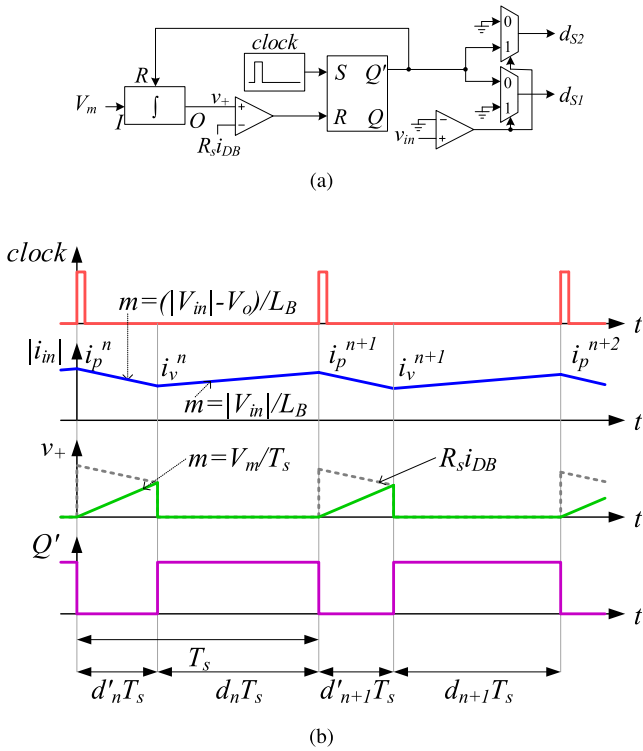 clock
R
V_m
I
∫
O
v_+
+
−
R_s i_DB
S
Q'
R
Q
0
1
d_S2
0
1
d_S1
v_in
−
+
(a)
clock
m=(|V_in|-V_o)/L_B
t
|i_in|
i_p^n
i_v^n
i_p^{n+1}
i_v^{n+1}
i_p^{n+2}
m=|V_in|/L_B
t
v_+
m=V_m/T_s
R_s i_DB
t
Q'
t
T_s
d'_n T_s
d_n T_s
d'_{n+1} T_s
d_{n+1} T_s
(b)